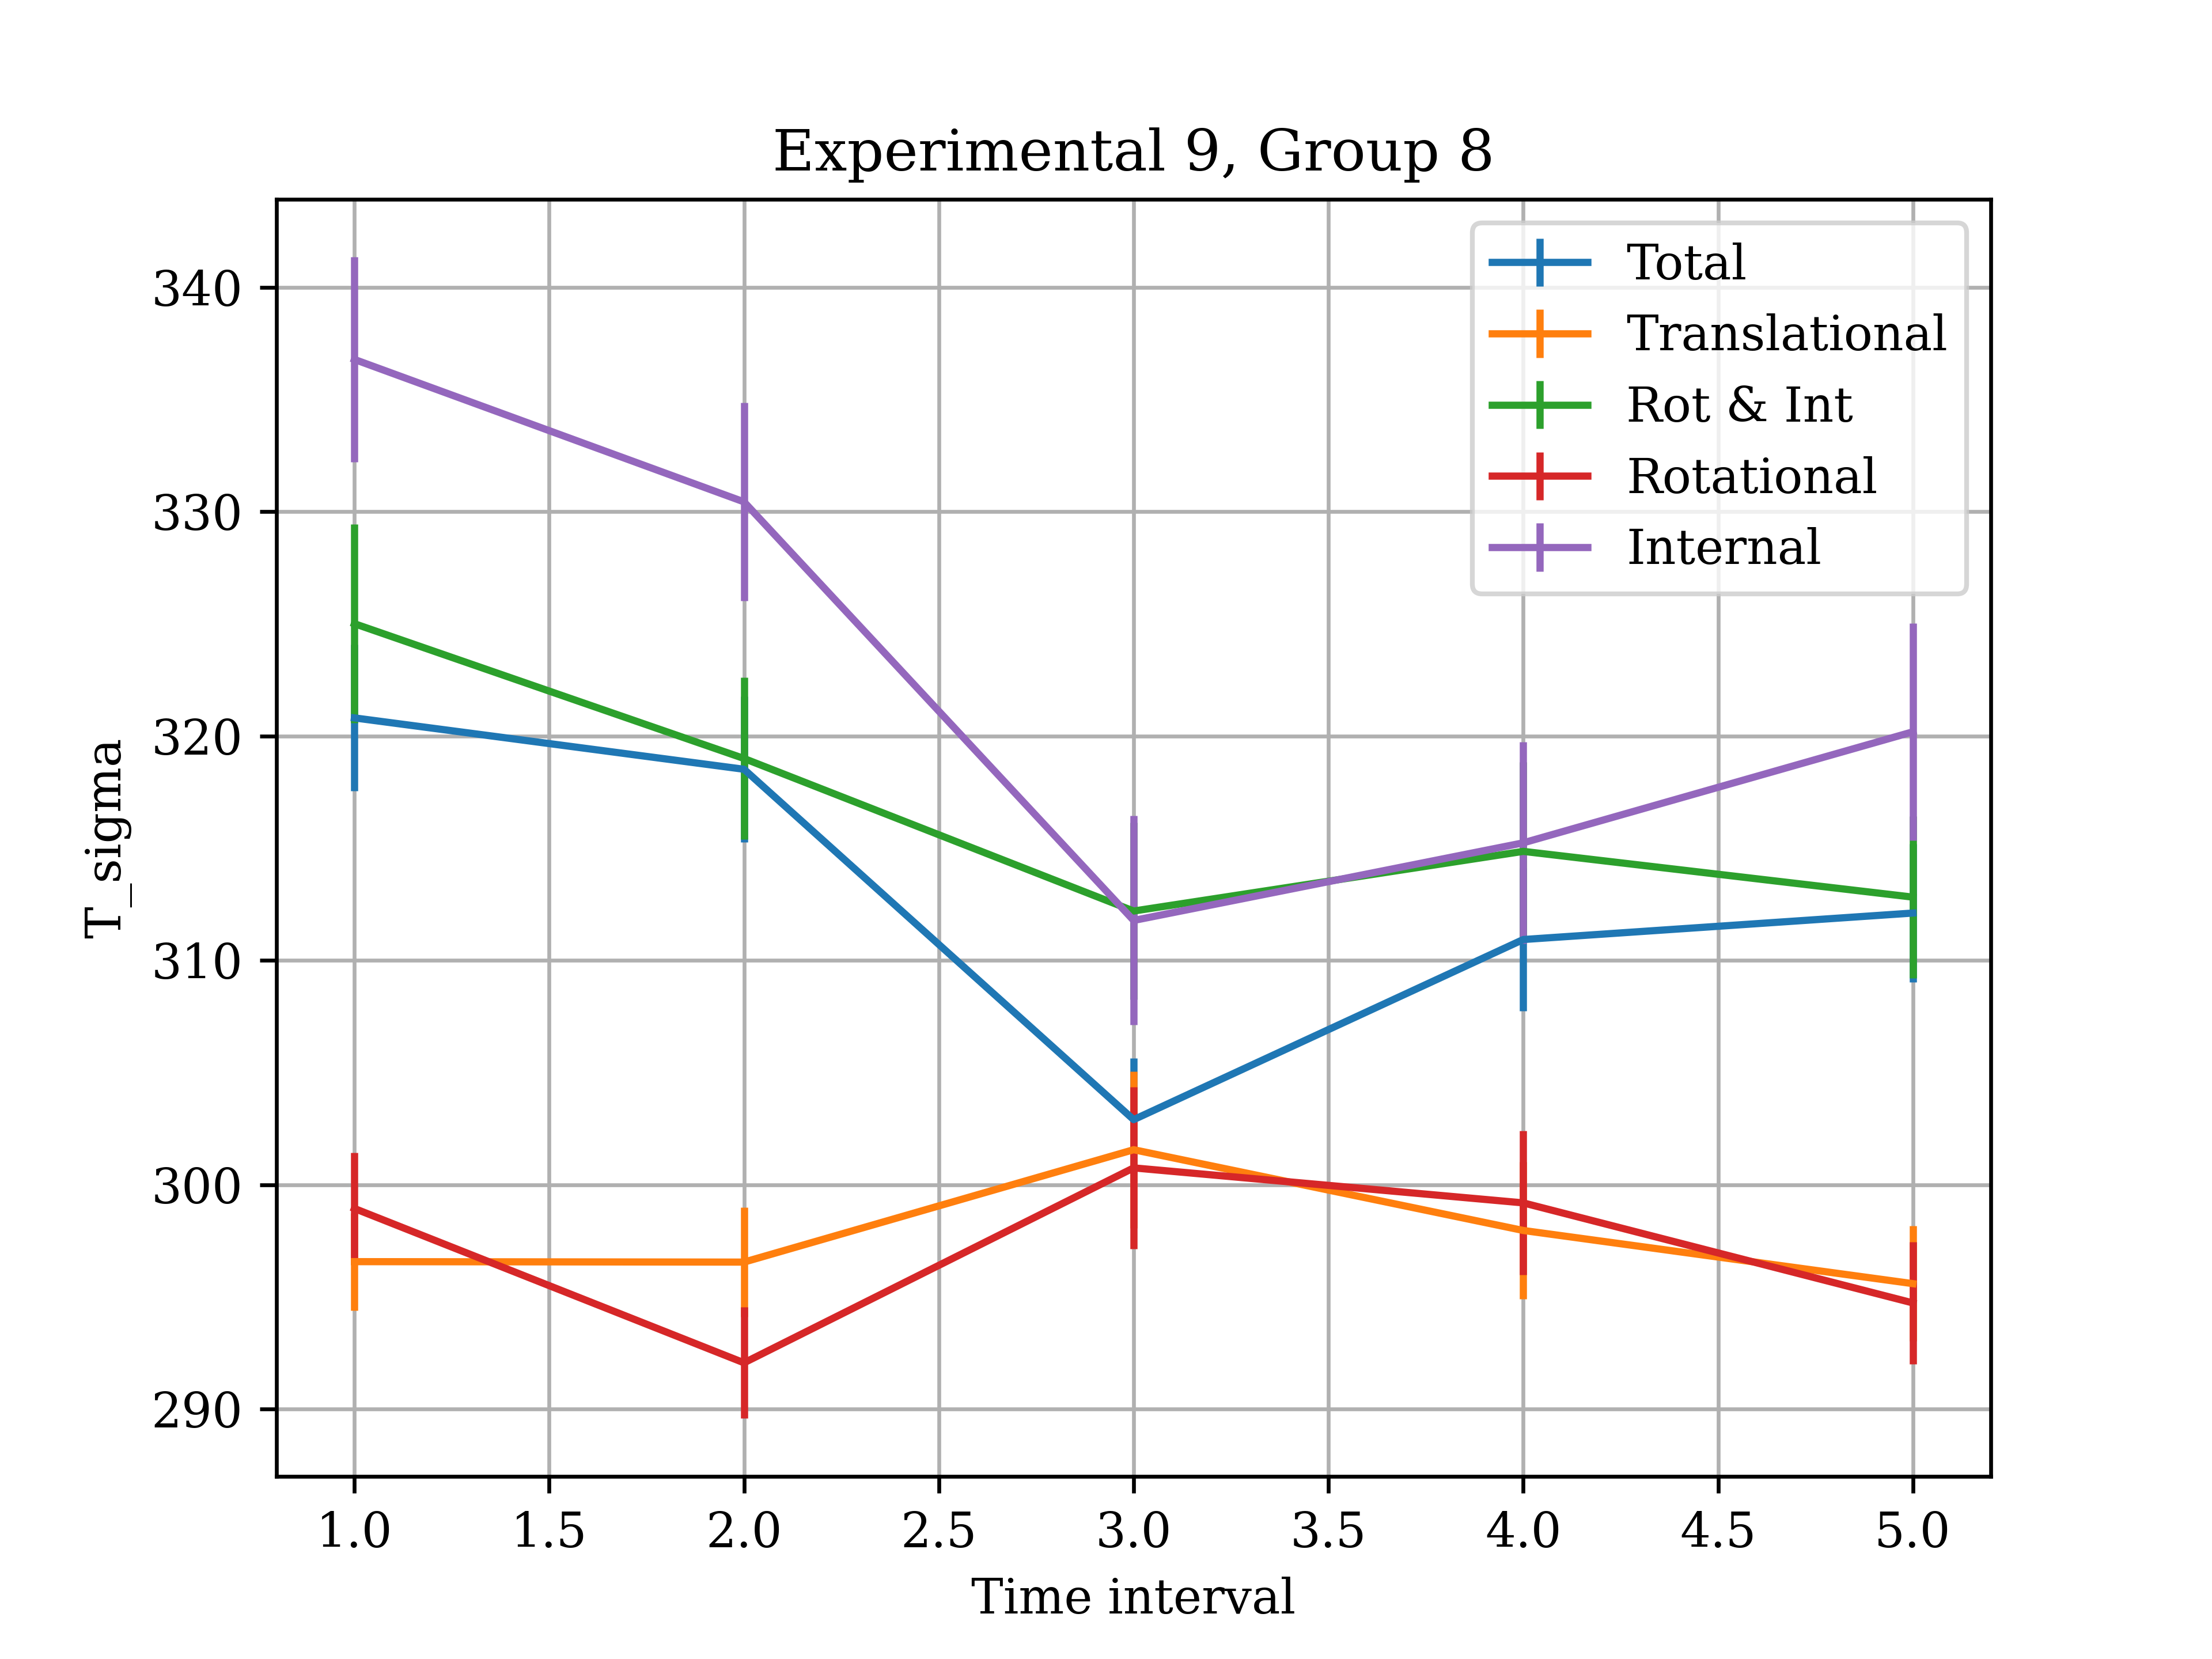 Experimental 9, Group 8
Total
Translational
Rot & Int
Rotational
Internal
340
330
320
310
300
290
T_sigma
1.0 1.5 2.0 2.5 3.0 3.5 4.0 4.5 5.0
Time interval